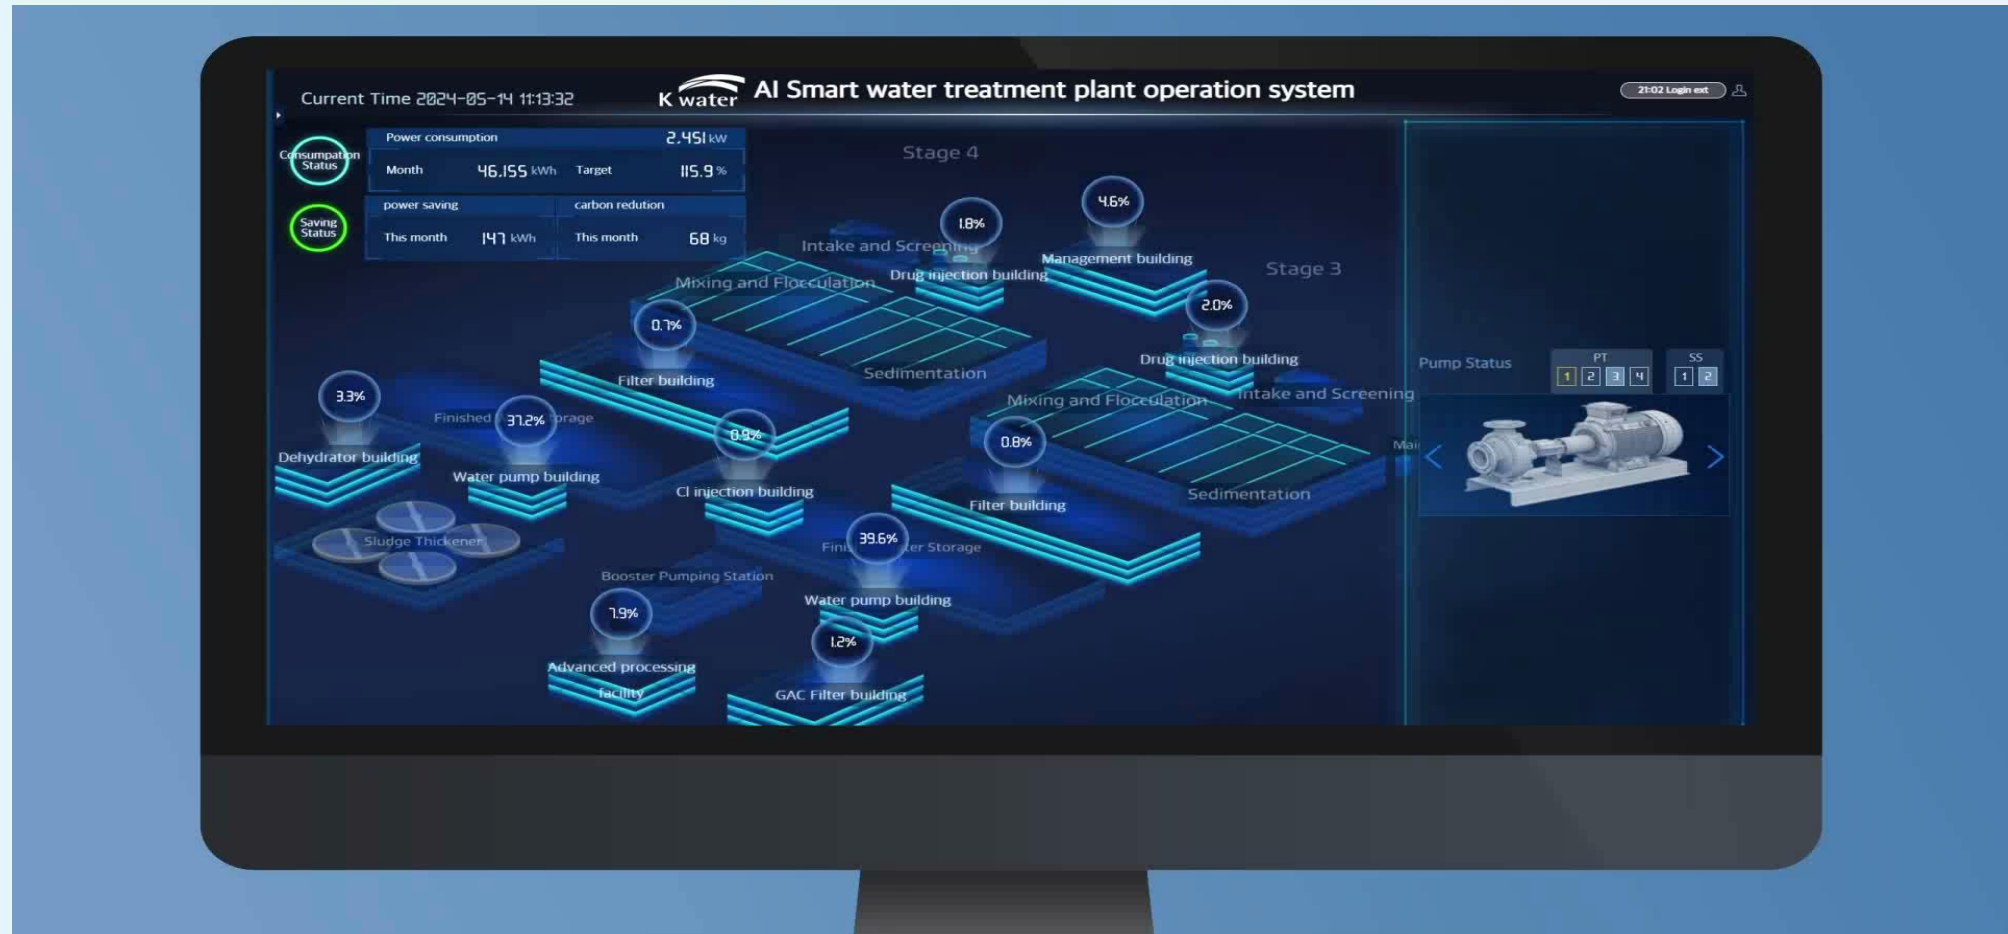 Current Time 2024-05-14 11:13:32
K water
AI Smart water treatment plant operation system
21:02 Login ext
Consumpation
Status
Power consumption 2,451 kW
Month 46,155 kWh Target 115.9 %
Saving
Status
power saving carbon redution
This month 147 kWh This month 68 kg
Stage 4
1.8%
4.6%
Intake and Screening
Management building
Drug injection building
Stage 3
Mixing and Flocculation
2.0%
0.7%
Drug injection building
Filter building
Sedimentation
3.3%
Mixing and Flocculation
Intake and Screening
Finished
37.2%
0.9%
0.8%
Dehydrator building
Water pump building
Cl injection building
Sedimentation
Filter building
39.6%
Sludge Thickener
Storage
Booster Pumping Station
7.9%
Water pump building
1.2%
Advanced processing
facility
GAC Filter building
Pump Status
PT
1 2 3 4
SS
1 2